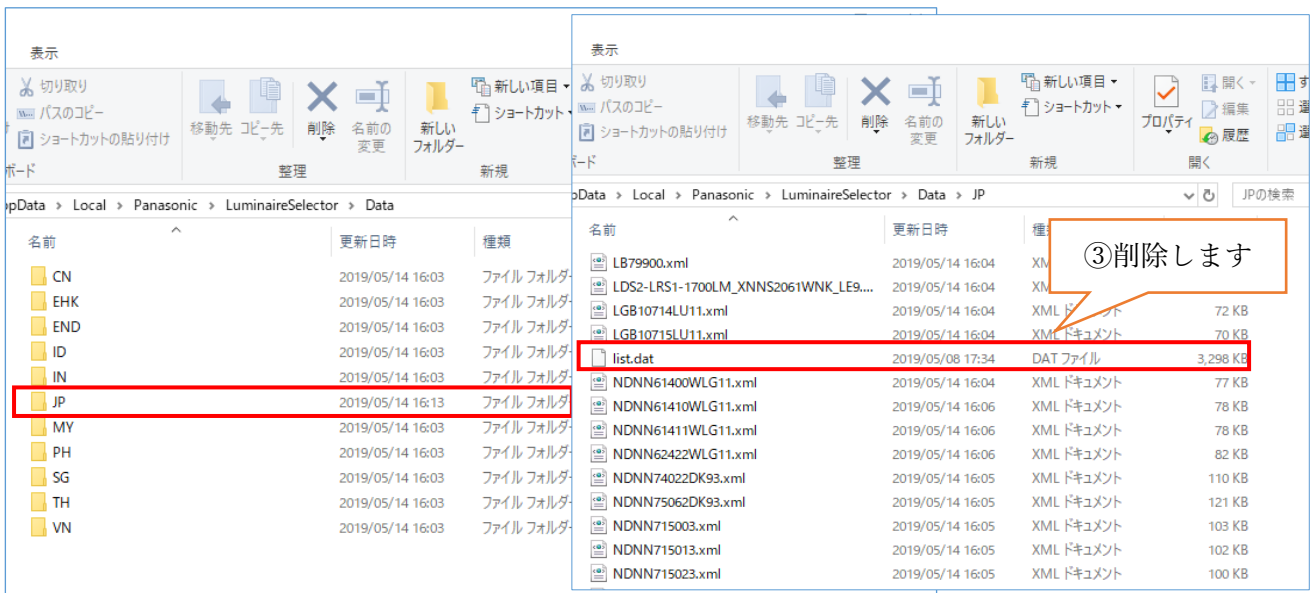 表示
切り取り
パスのコピー
ショートカットの貼り付け
ボード
移動先 コピー先 削除 名前の変更
整理
新しいフォルダー
新しい項目
ショートカット
新規
Data > Local > Panasonic > LuminaireSelector > Data
名前 更新日時 種類
CN 2019/05/14 16:03 ファイル フォルダー
EHK 2019/05/14 16:03 ファイル フォルダー
END 2019/05/14 16:03 ファイル フォルダー
ID 2019/05/14 16:03 ファイル フォルダー
IN 2019/05/14 16:03 ファイル フォルダー
JP 2019/05/14 16:13 ファイル フォルダー
MY 2019/05/14 16:03 ファイル フォルダー
PH 2019/05/14 16:03 ファイル フォルダー
SG 2019/05/14 16:03 ファイル フォルダー
TH 2019/05/14 16:03 ファイル フォルダー
VN 2019/05/14 16:03 ファイル フォルダー
表示
切り取り
パスのコピー
ショートカットの貼り付け
ード
移動先 コピー先 削除 名前の変更
整理
新しいフォルダー
新しい項目
ショートカット
新規
プロパティ
開く
編集
履歴
開く
Data > Local > Panasonic > LuminaireSelector > Data > JP
JPの検索
名前 更新日時
③削除します
LB79900.xml 2019/05/14 16:04 XM
LDS2-LRS1-1700LM_XNNS2061WNK_LE9.... 2019/05/14 16:04 XM
LGB10714LU11.xml 2019/05/14 16:04 XML ドキュメント 72 KB
LGB10715LU11.xml 2019/05/14 16:04 XML ドキュメント 70 KB
list.dat 2019/05/08 17:34 DAT ファイル 3,298 KB
NDNN61400WLG11.xml 2019/05/14 16:04 XML ドキュメント 77 KB
NDNN61410WLG11.xml 2019/05/14 16:06 XML ドキュメント 78 KB
NDNN61411WLG11.xml 2019/05/14 16:06 XML ドキュメント 78 KB
NDNN62422WLG11.xml 2019/05/14 16:06 XML ドキュメント 82 KB
NDNN74022DK93.xml 2019/05/14 16:05 XML ドキュメント 110 KB
NDNN75062DK93.xml 2019/05/14 16:05 XML ドキュメント 121 KB
NDNN715003.xml 2019/05/14 16:05 XML ドキュメント 103 KB
NDNN715013.xml 2019/05/14 16:05 XML ドキュメント 102 KB
NDNN715023.xml 2019/05/14 16:05 XML ドキュメント 100 KB